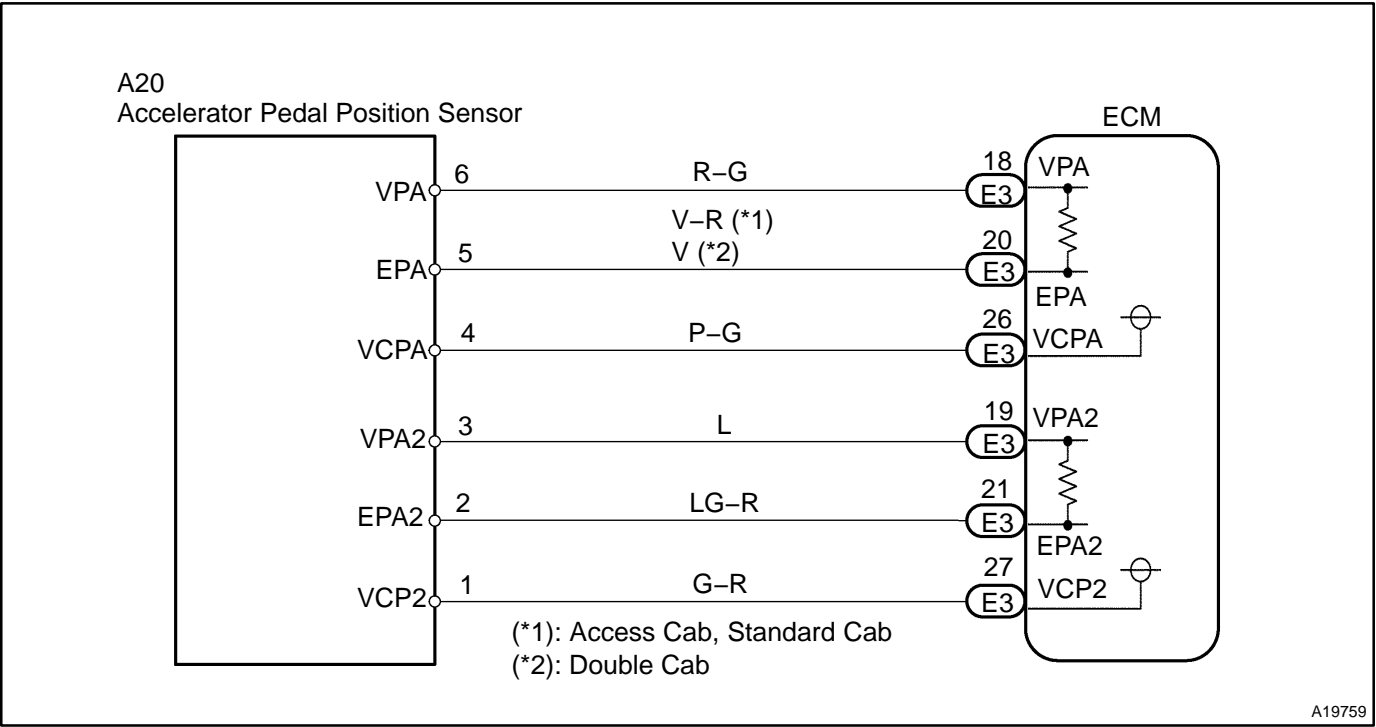 A20
Accelerator Pedal Position Sensor
ECM
VPA 6 R–G 18 E3 VPA
V–R (*1)
EPA 5 V (*2) 20 E3 EPA
VCPA 4 P–G 26 E3 VCPA
VPA2 3 L 19 E3 VPA2
EPA2 2 LG–R 21 E3 EPA2
VCP2 1 G–R 27 E3 VCP2
(*1): Access Cab, Standard Cab
(*2): Double Cab
A19759